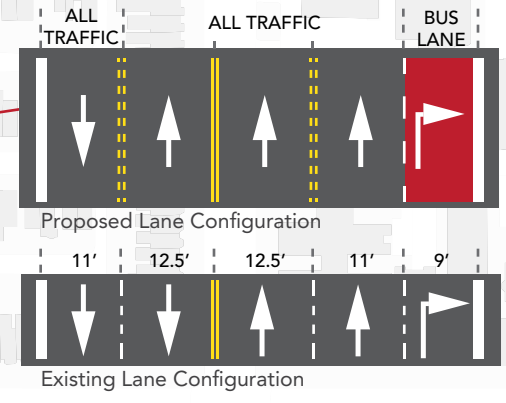 ALL
TRAFFIC
ALL TRAFFIC
BUS
LANE
Proposed Lane Configuration
11’ 12.5’ 12.5’ 11’ 9’
Existing Lane Configuration